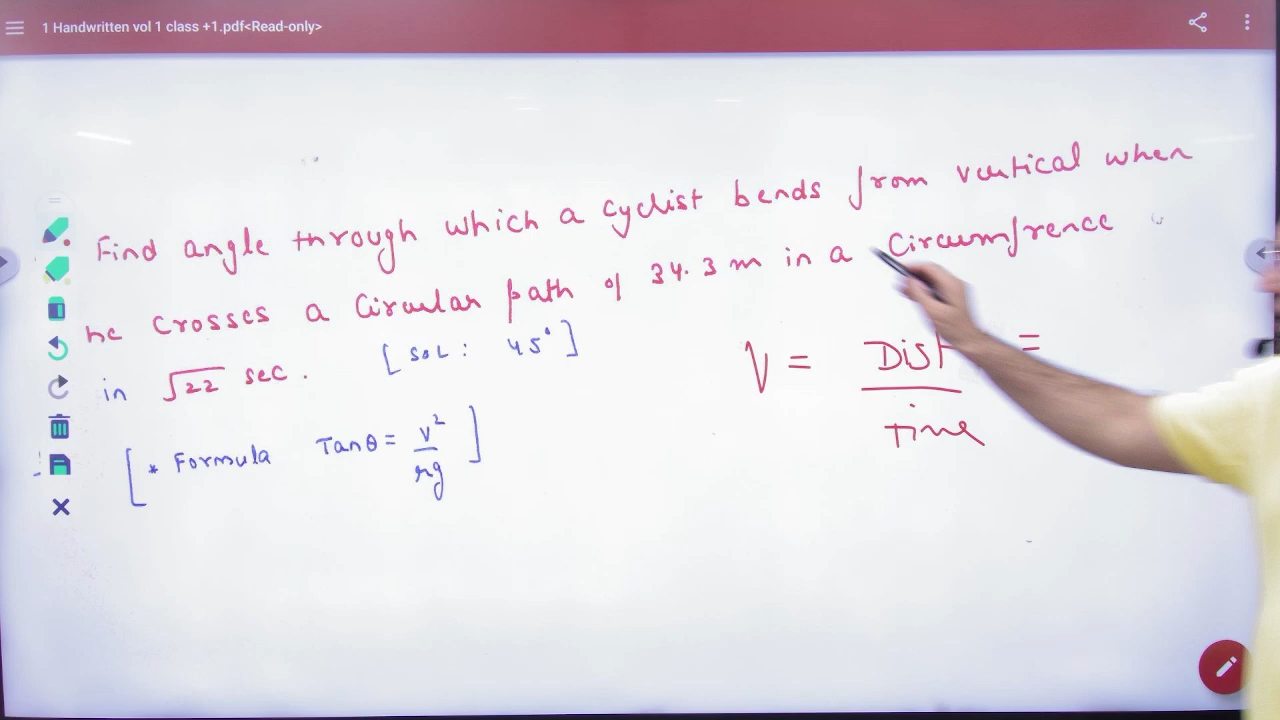 1 Handwritten vol 1 class +1.pdf<Read-only>
Find angle through which a cyclist bends from vertical when
he crosses a circular path of 34.3 m in a circumfrence
in √22 sec. [SOL: 45°]
V = Dist / Time =
[* Formula Tanθ = v² / rg]